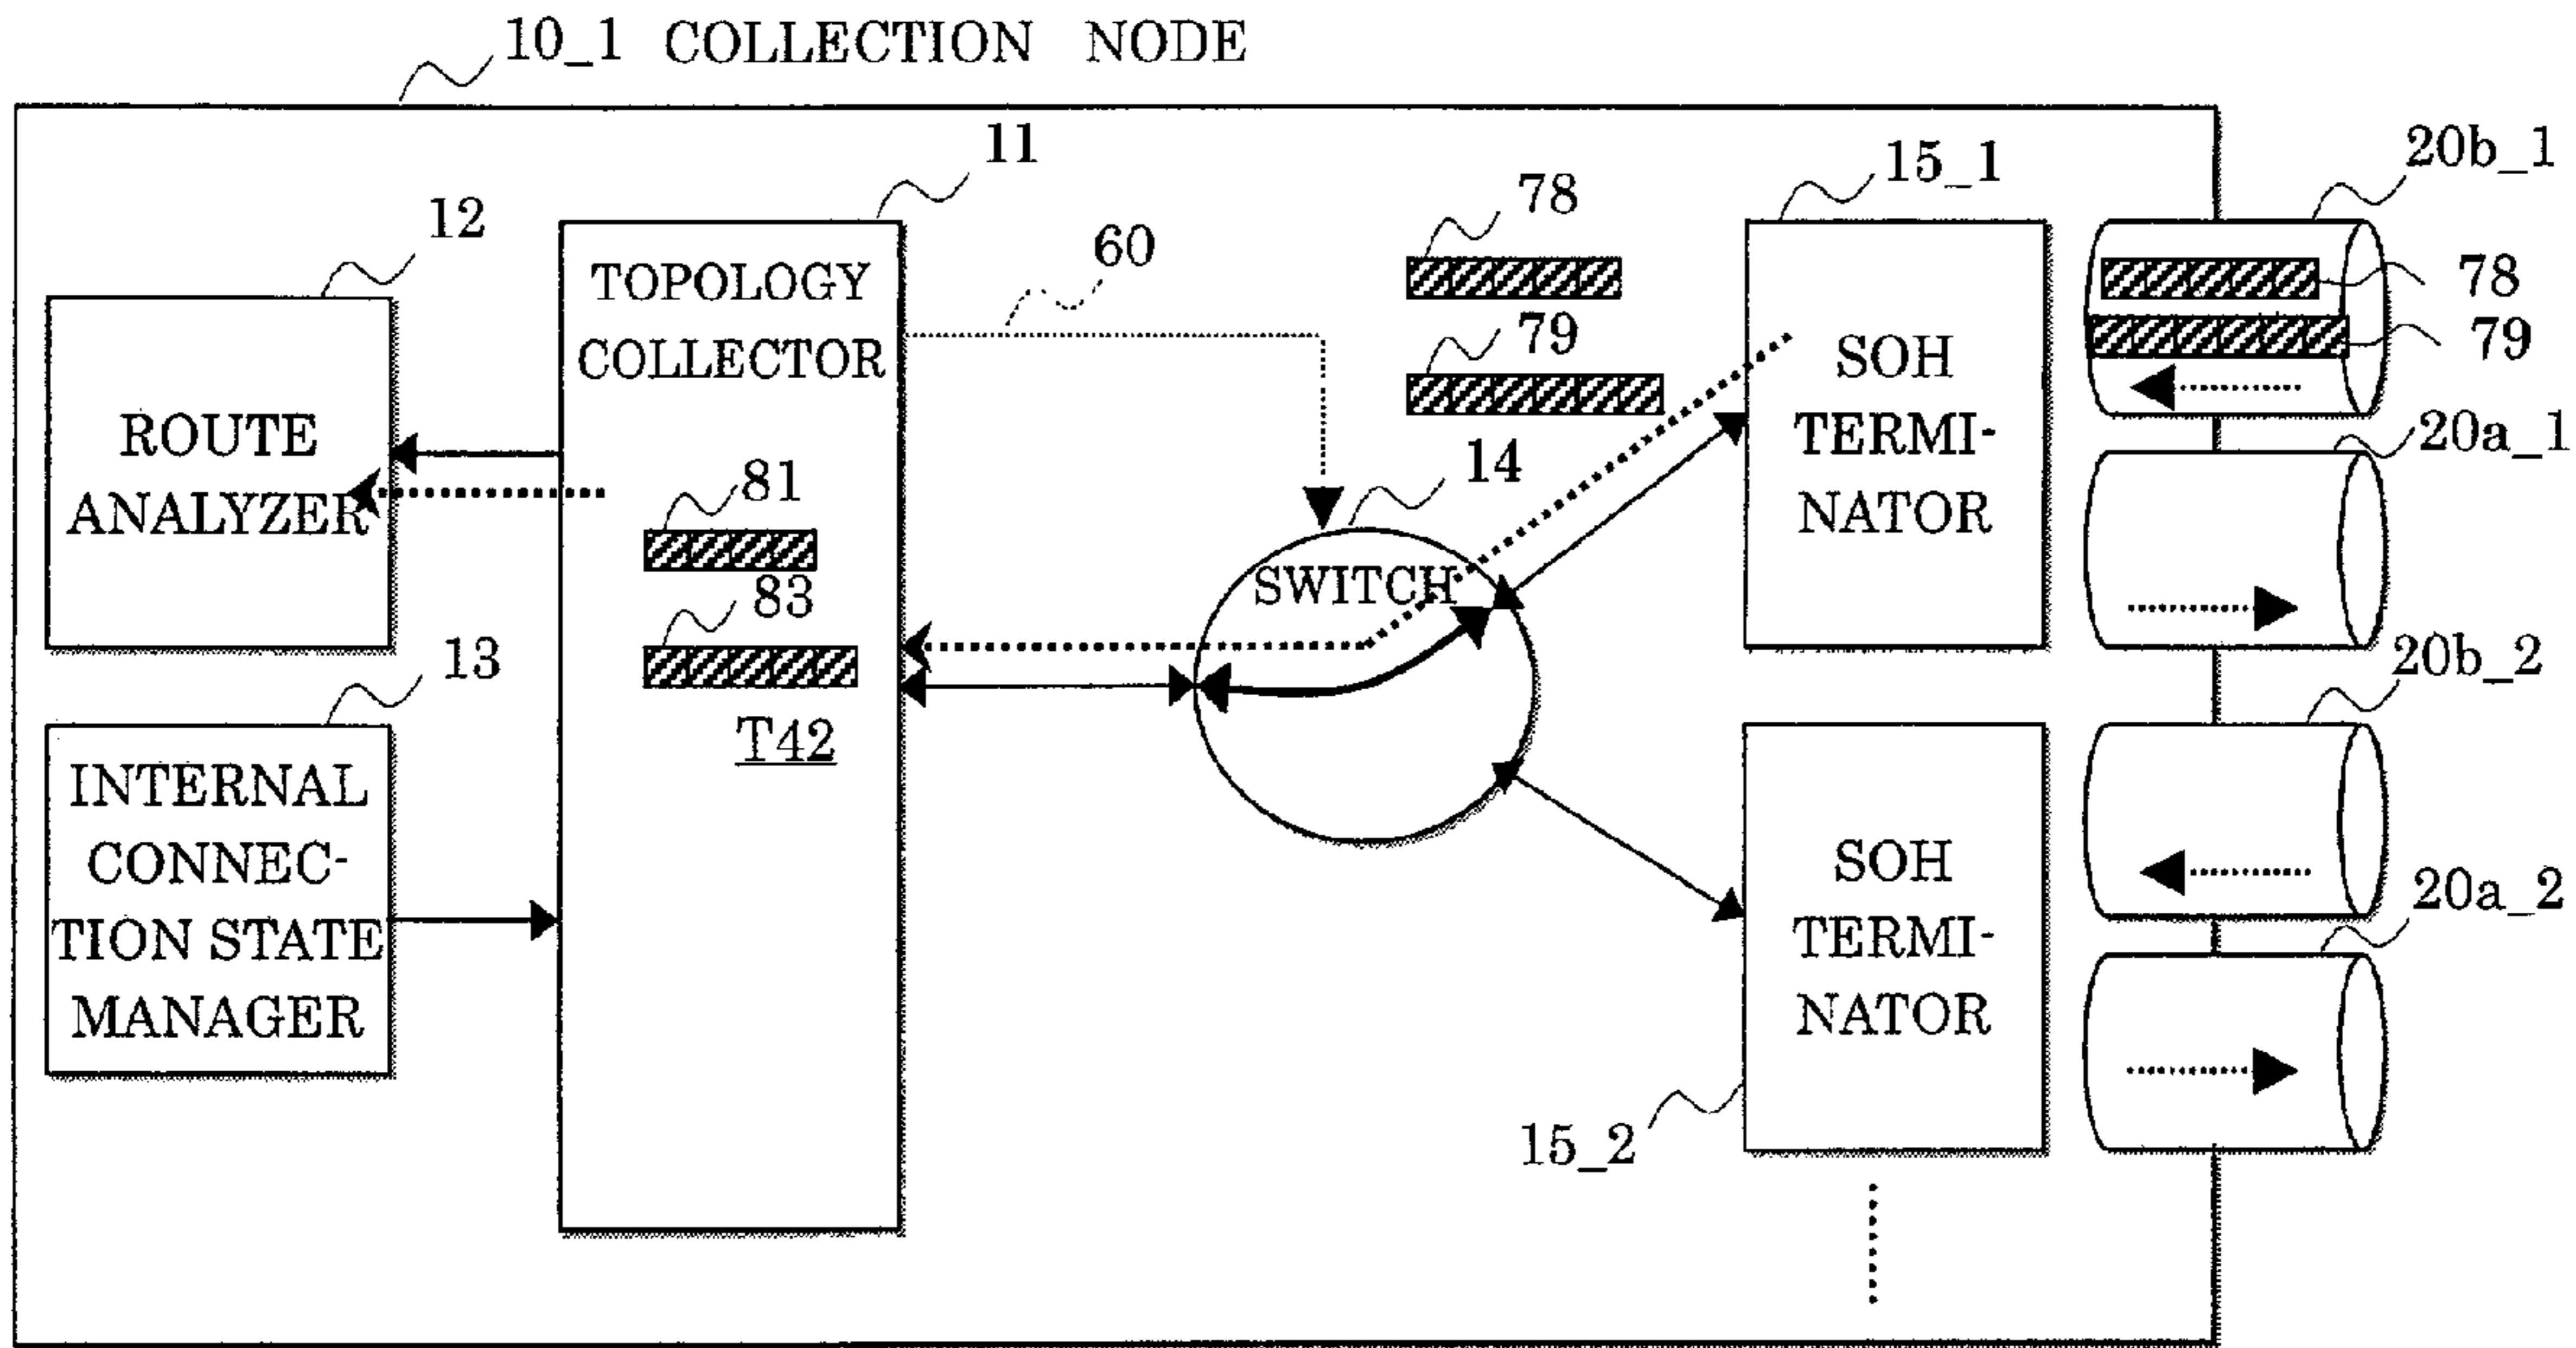 10_1 COLLECTION NODE
11
12
60
78
15_1
20b_1
TOPOLOGY
COLLECTOR
ROUTE
ANALYZER
81
83
T42
79
14
SWITCH
SOH
TERMI-
NATOR
78
79
20a_1
20b_2
13
INTERNAL
CONNEC-
TION STATE
MANAGER
SOH
TERMI-
NATOR
20a_2
15_2